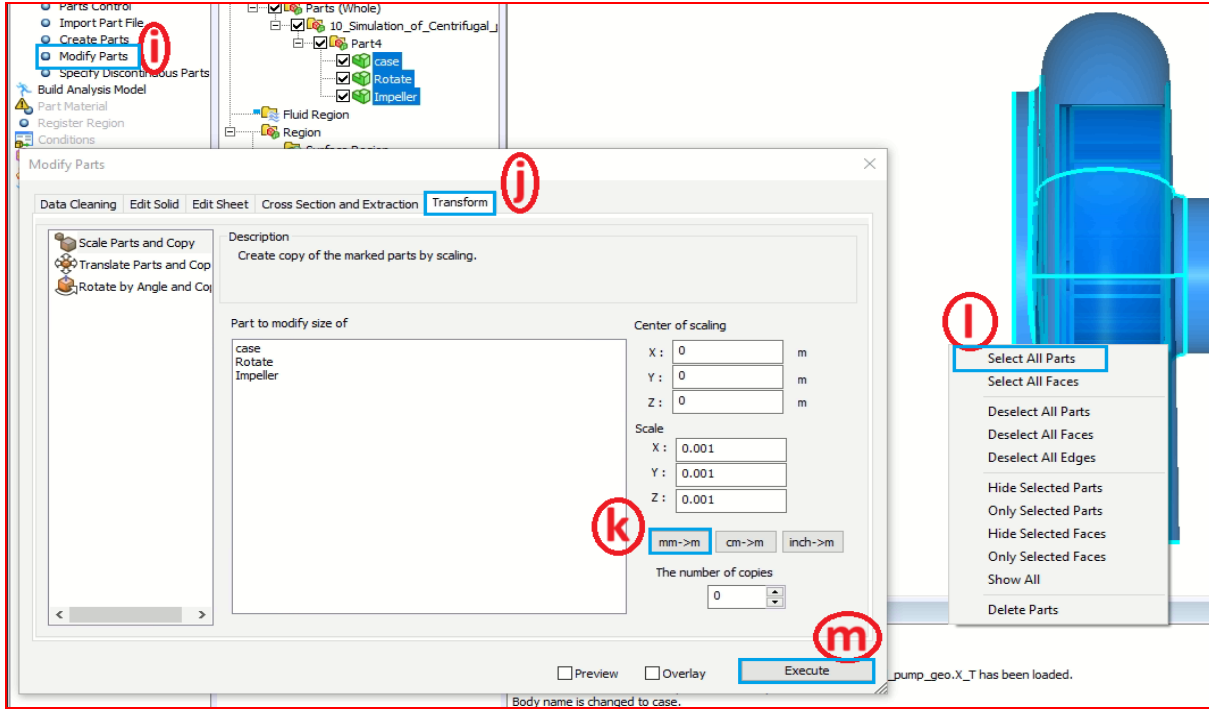 Parts Control
Import Part File
Create Parts
Modify Parts
Specify Discontinuous Parts
Build Analysis Model
Part Material
Register Region
Conditions
i
Parts (Whole)
10_Simulation_of_Centrifugal_
Part4
case
Rotate
Impeller
Fluid Region
Region
Modify Parts
j
Data Cleaning Edit Solid Edit Sheet Cross Section and Extraction Transform
Scale Parts and Copy
Translate Parts and Cop
Rotate by Angle and Co
Description
Create copy of the marked parts by scaling.
Part to modify size of
case
Rotate
Impeller
Center of scaling
X : 0 m
Y : 0 m
Z : 0 m
Scale
X : 0.001
Y : 0.001
Z : 0.001
k
mm->m cm->m inch->m
The number of copies
0
m
Preview Overlay Execute
l
Select All Parts
Select All Faces
Deselect All Parts
Deselect All Faces
Deselect All Edges
Hide Selected Parts
Only Selected Parts
Hide Selected Faces
Only Selected Faces
Show All
Delete Parts
_pump_geo.X_T has been loaded.
Body name is changed to case.